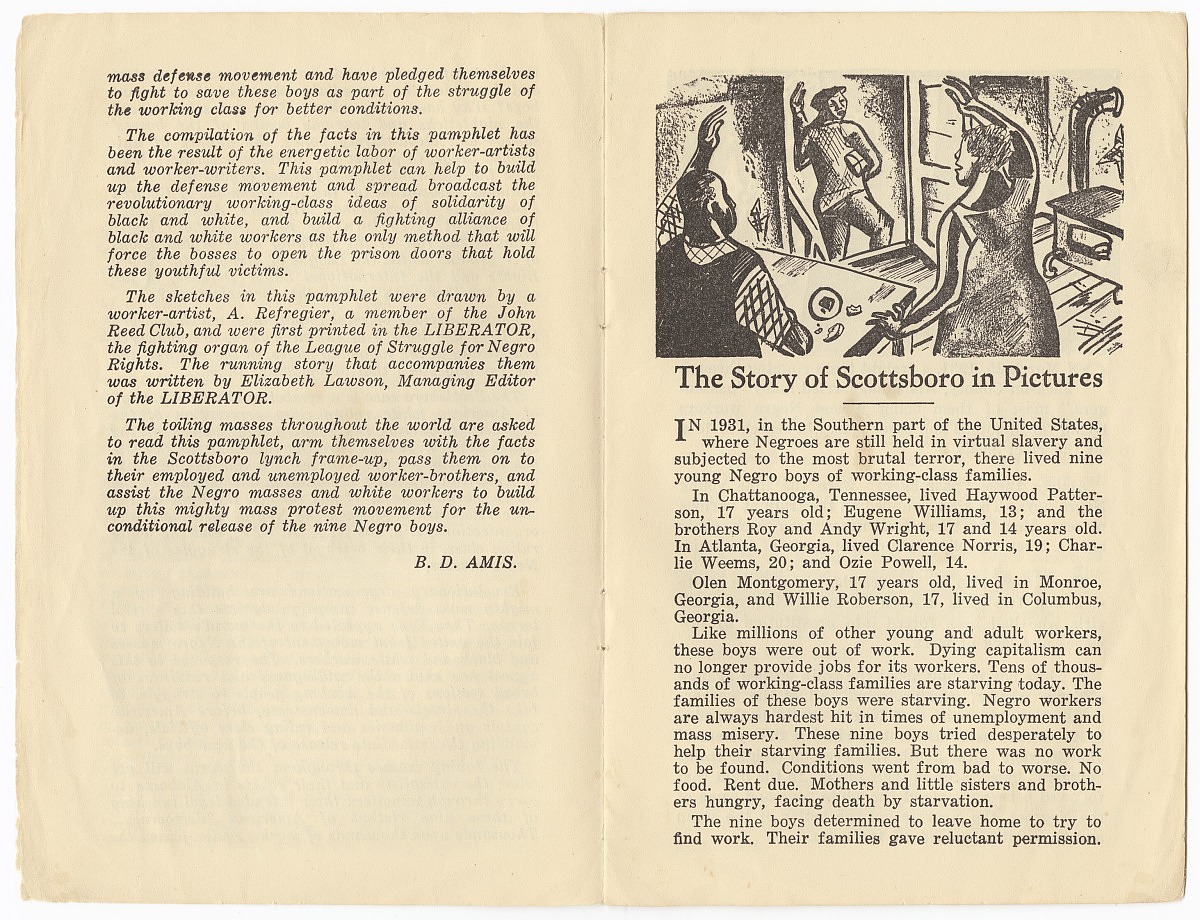 mass defense movement and have pledged themselves
to fight to save these boys as part of the struggle of
the working class for better conditions.
The compilation of the facts in this pamphlet has
been the result of the energetic labor of worker-artists
and worker-writers. This pamphlet can help to build
up the defense movement and spread broadcast the
revolutionary working-class ideas of solidarity of
black and white, and build a fighting alliance of
black and white workers as the only method that will
force the bosses to open the prison doors that hold
these youthful victims.
The sketches in this pamphlet were drawn by a
worker-artist, A. Refregier, a member of the John
Reed Club, and were first printed in the LIBERATOR,
the fighting organ of the League of Struggle for Negro
Rights. The running story that accompanies them
was written by Elizabeth Lawson, Managing Editor
of the LIBERATOR.
The toiling masses throughout the world are asked
to read this pamphlet, arm themselves with the facts
in the Scottsboro lynch frame-up, pass them on to
their employed and unemployed worker-brothers, and
assist the Negro masses and white workers to build
up this mighty mass protest movement for the un-
conditional release of the nine Negro boys.
B. D. AMIS.
The Story of Scottsboro in Pictures
IN 1931, in the Southern part of the United States,
where Negroes are still held in virtual slavery and
subjected to the most brutal terror, there lived nine
young Negro boys of working-class families.
In Chattanooga, Tennessee, lived Haywood Patter-
son, 17 years old; Eugene Williams, 13; and the
brothers Roy and Andy Wright, 17 and 14 years old.
In Atlanta, Georgia, lived Clarence Norris, 19; Char-
lie Weems, 20; and Ozie Powell, 14.
Olen Montgomery, 17 years old, lived in Monroe,
Georgia, and Willie Roberson, 17, lived in Columbus,
Georgia.
Like millions of other young and adult workers,
these boys were out of work. Dying capitalism can
no longer provide jobs for its workers. Tens of thous-
ands of working-class families are starving today. The
families of these boys were starving. Negro workers
are always hardest hit in times of unemployment and
mass misery. These nine boys tried desperately to
help their starving families. But there was no work
to be found. Conditions went from bad to worse. No
food. Rent due. Mothers and little sisters and broth-
ers hungry, facing death by starvation.
The nine boys determined to leave home to try to
find work. Their families gave reluctant permission.